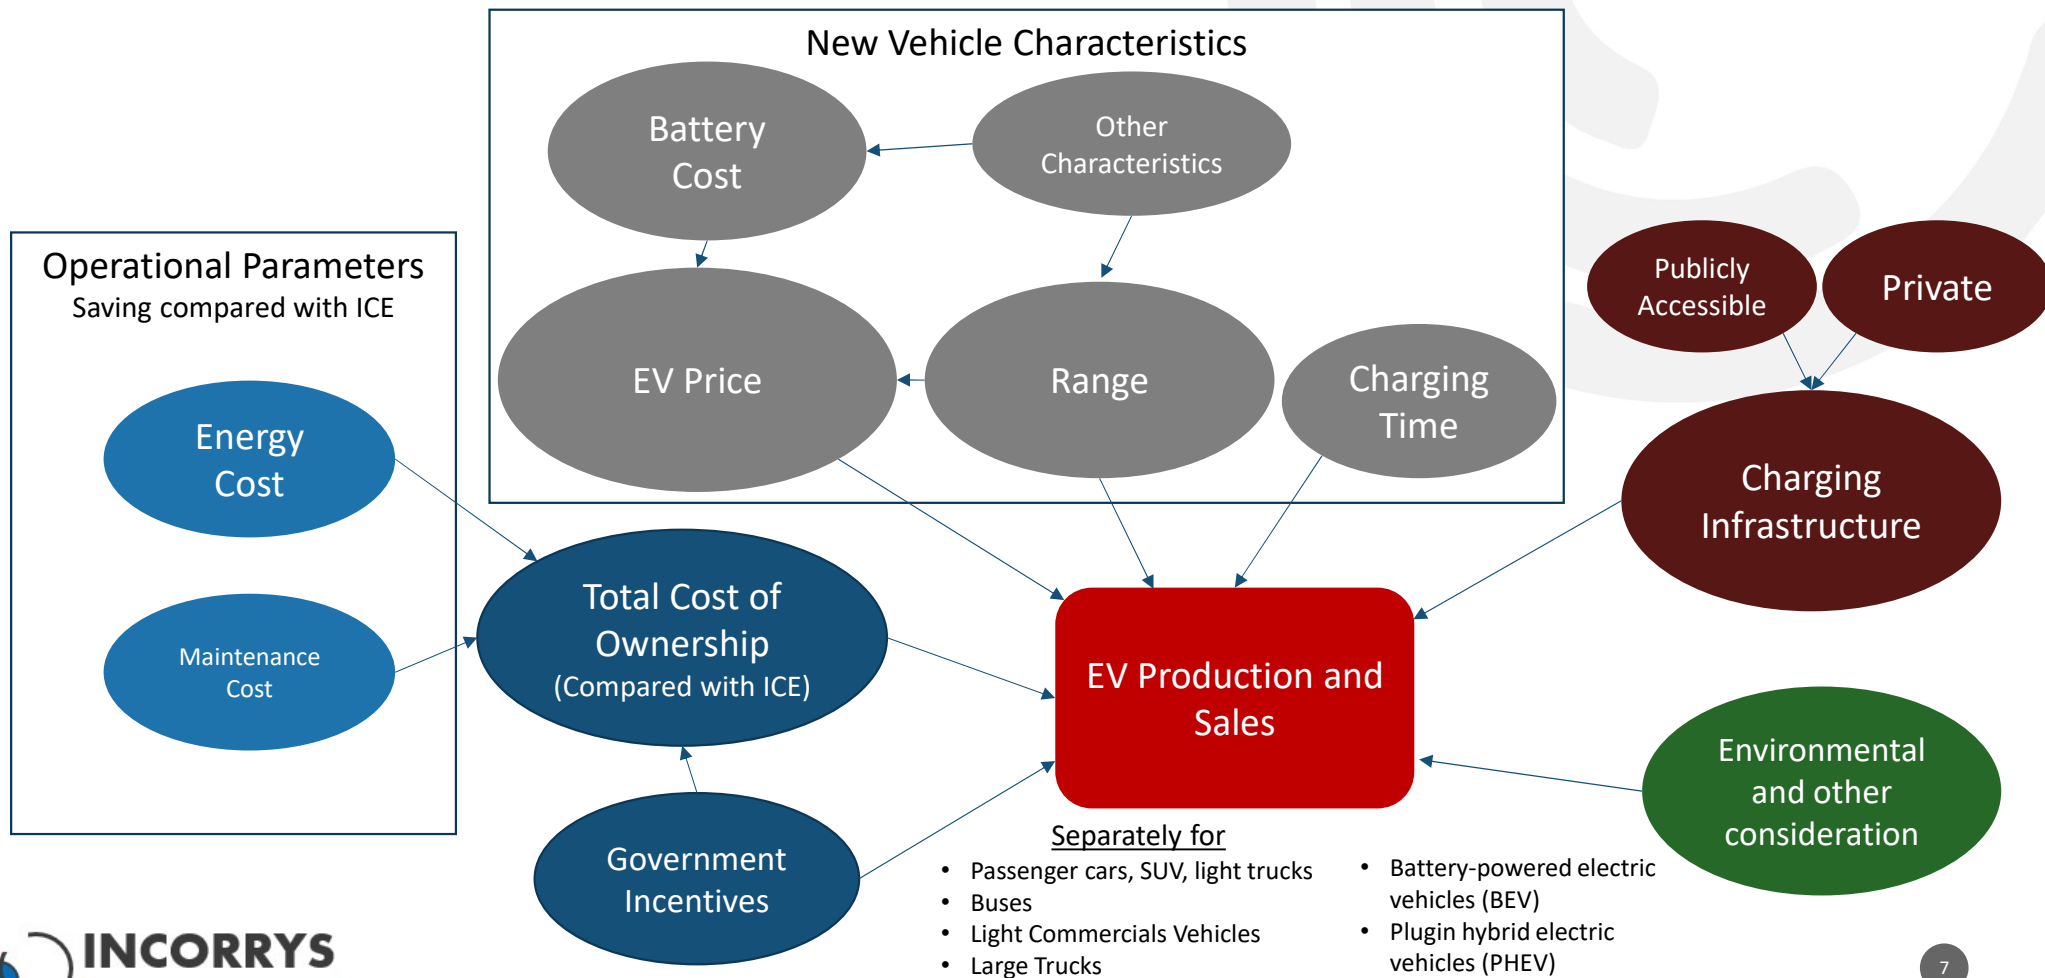 New Vehicle Characteristics
Battery
Cost
Other
Characteristics
EV Price
Range
Charging
Time
Operational Parameters
Saving compared with ICE
Energy
Cost
Maintenance
Cost
Publicly
Accessible
Private
Charging
Infrastructure
Total Cost of
Ownership
(Compared with ICE)
EV Production and
Sales
Environmental
and other
consideration
Government
Incentives
Separately for
• Passenger cars, SUV, light trucks
• Buses
• Light Commercials Vehicles
• Large Trucks
• Battery-powered electric
vehicles (BEV)
• Plugin hybrid electric
vehicles (PHEV)
INCORRYS
7